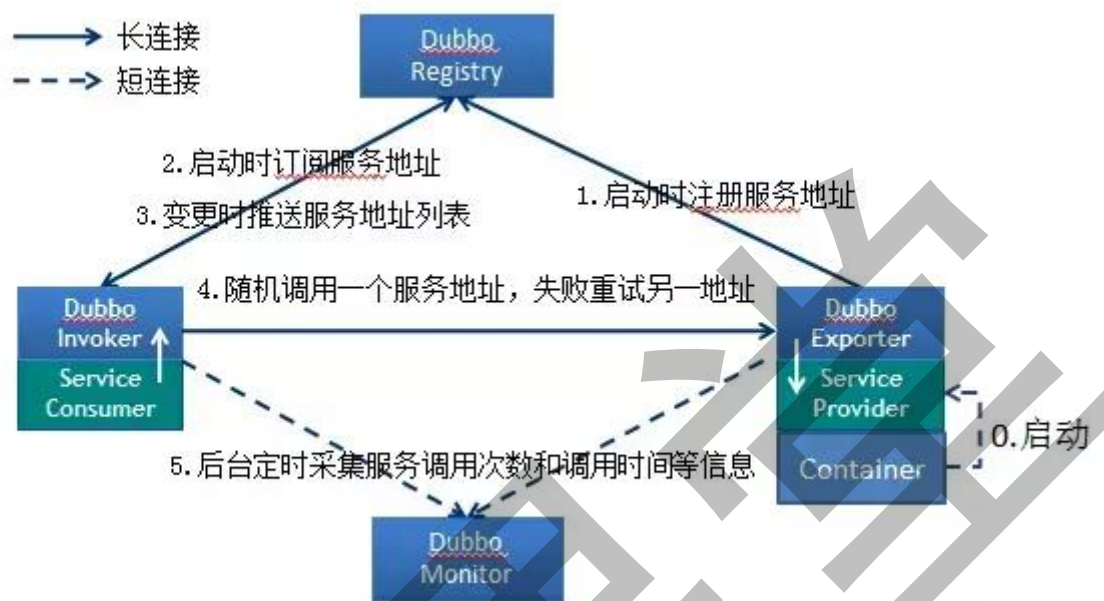 长连接
短连接
Dubbo
Registry
2.启动时订阅服务地址
3.变更时推送服务地址列表
1.启动时注册服务地址
4.随机调用一个服务地址，失败重试另一地址
Dubbo
Invoker
Service
Consumer
Dubbo
Exporter
Service
Provider
Container
0.启动
5.后台定时采集服务调用次数和调用时间等信息
Dubbo
Monitor